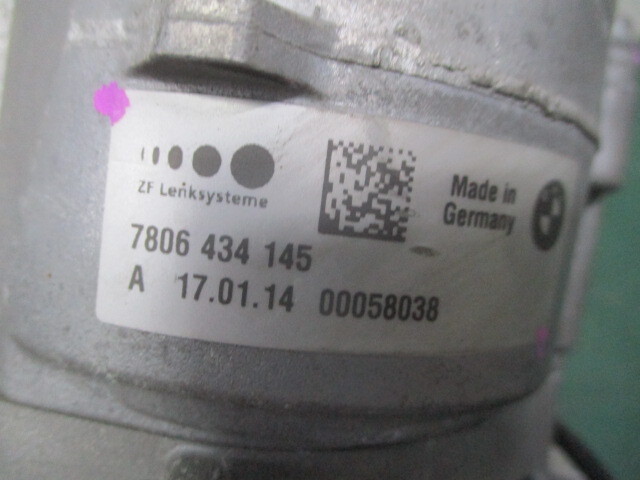 ZF Lenksysteme
Made in
Germany
7806 434 145
A 17.01.14 00058038